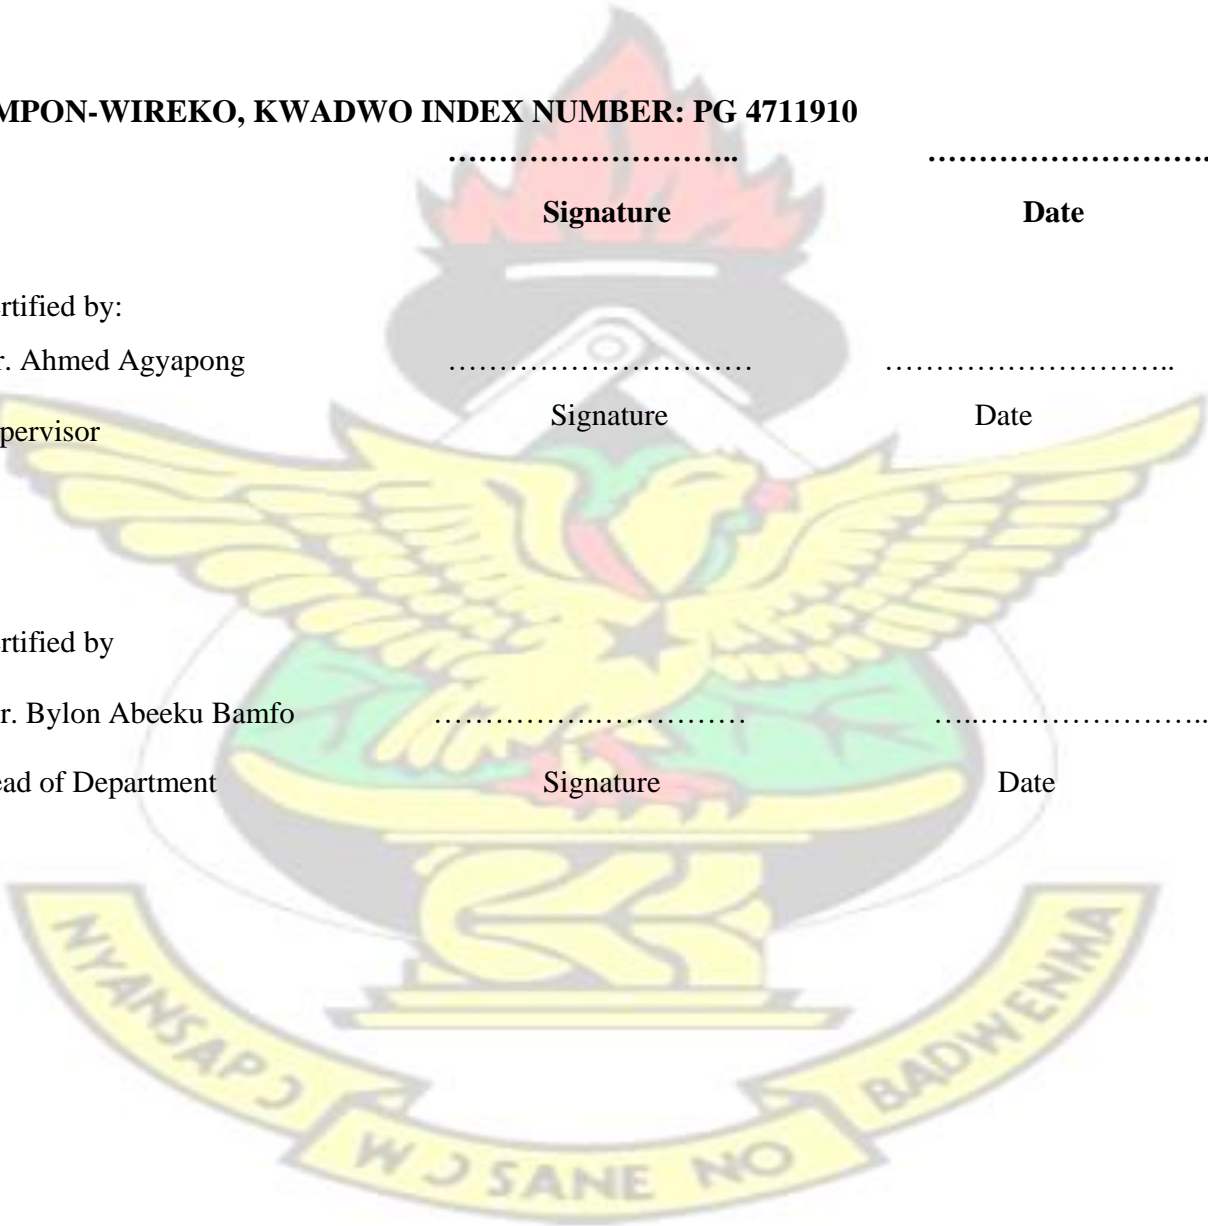 MPON-WIREKO, KWADWO INDEX NUMBER: PG 4711910
……………………….. ……………………….
Signature Date
rtified by:
r. Ahmed Agyapong ………………………… ………………………..
Signature Date
pervisor
rtified by
r. Bylon Abeeku Bamfo …………….…………… …..…………………..
ead of Department Signature Date
NYANSAPƆ
WƆSANE NO
BADWENMA